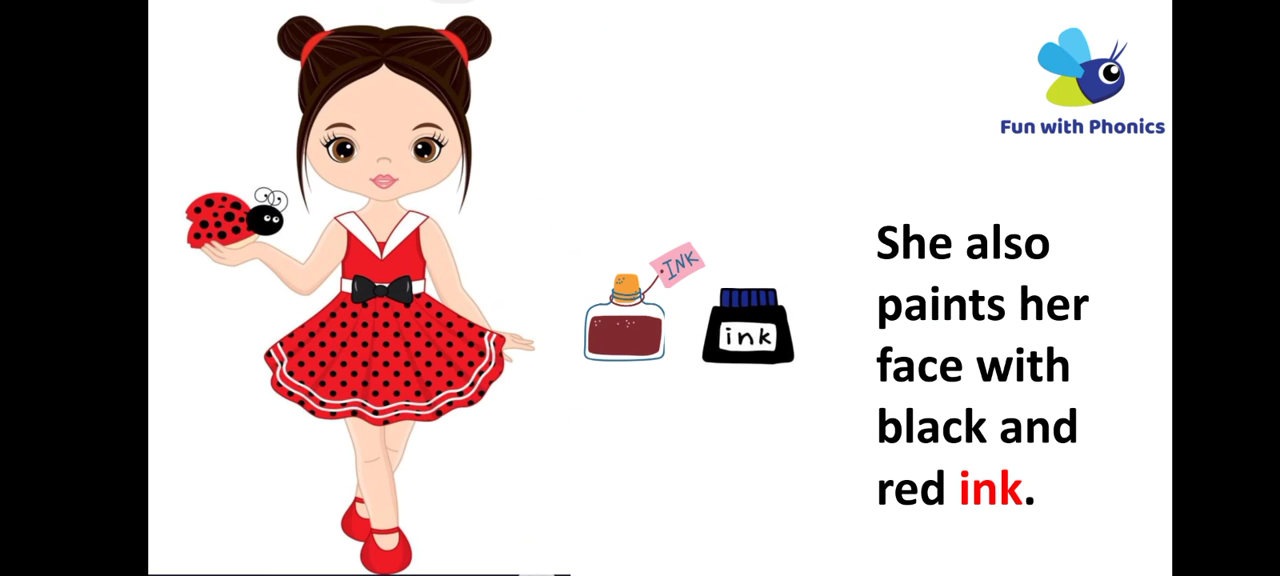 Fun with Phonics
INK
ink
She also
paints her
face with
black and
red ink.